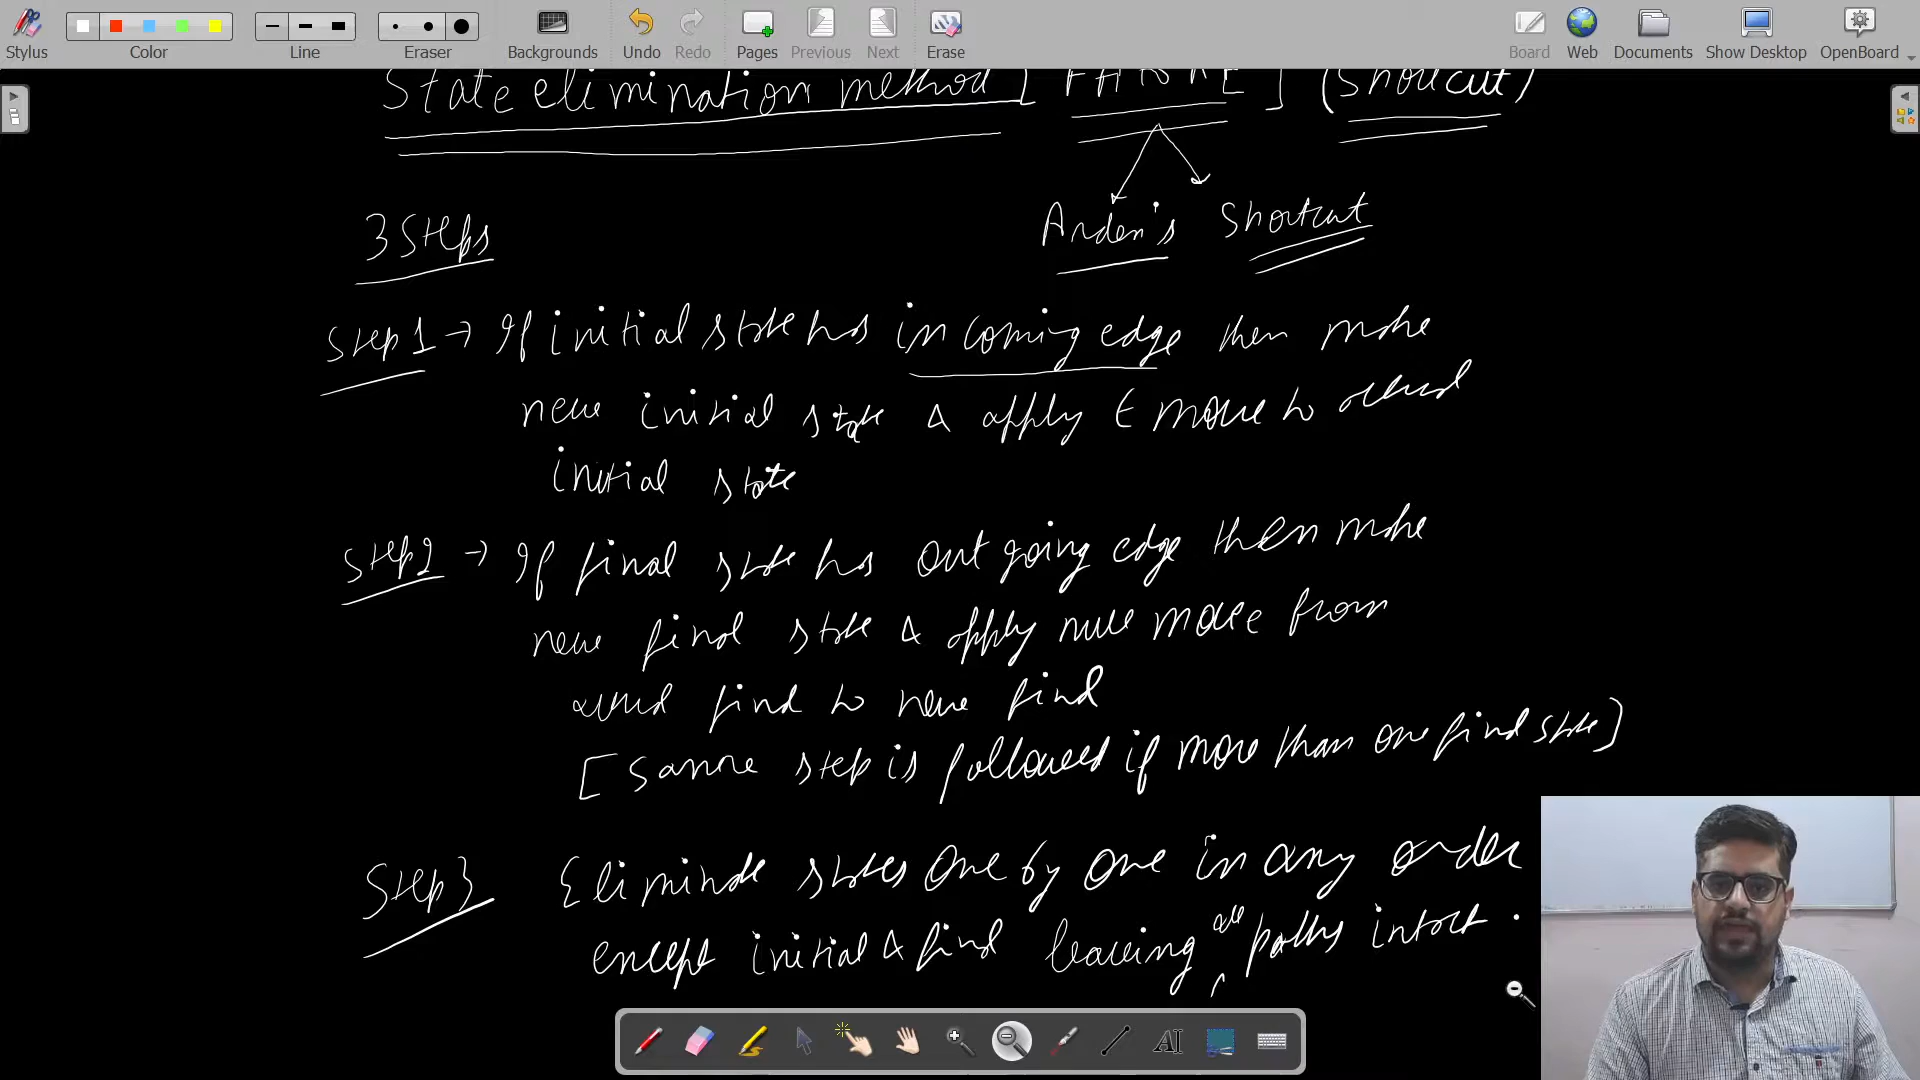 Stylus
Color
Line
Eraser
Backgrounds
Undo
Redo
Pages
Previous
Next
Erase
Board
Web
Documents
Show Desktop
OpenBoard
State elimination method [ FA to RE ] (Shortcut)
Arden's Shortcut
3 Steps
Step 1 → If initial state has incoming edge then make
new initial state & apply ε move to actual
initial state
Step 2 → If final state has outgoing edge then make
new final state & apply null move from
actual final to new final
[ Same step is followed if more than one final state ]
Step 3 Eliminate states one by one in any order
except initial & final leaving all paths intact .